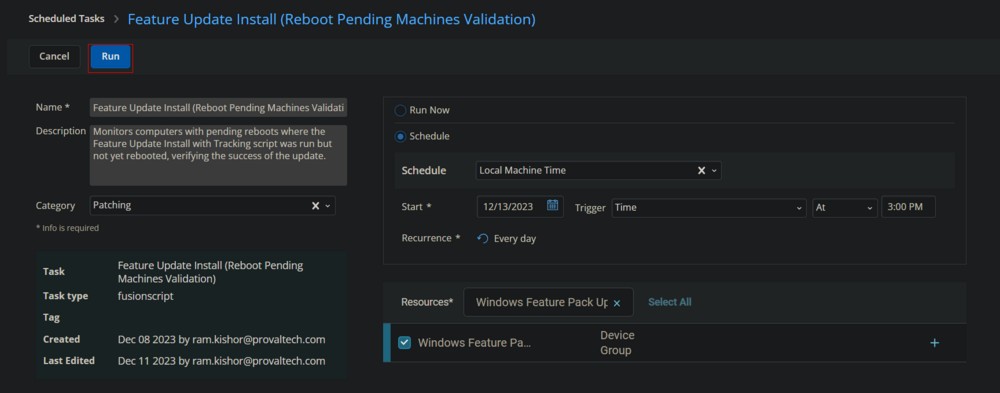 Scheduled Tasks > Feature Update Install (Reboot Pending Machines Validation)
Cancel Run
Name * Feature Update Install (Reboot Pending Machines Validati
Description Monitors computers with pending reboots where the
Feature Update Install with Tracking script was run but
not yet rebooted, verifying the success of the update.
Category Patching
* Info is required
Task Feature Update Install (Reboot Pending
Machines Validation)
Task type fusionscript
Tag
Created Dec 08 2023 by ram.kishor@provaltech.com
Last Edited Dec 11 2023 by ram.kishor@provaltech.com
Run Now
Schedule
Schedule Local Machine Time
Start * 12/13/2023 Trigger Time At 3:00 PM
Recurrence * Every day
Resources* Windows Feature Pack Up Select All
Windows Feature Pa... Device
Group